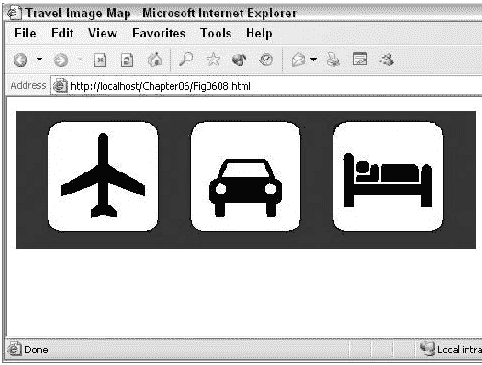 Travel Image Map - Microsoft Internet Explorer
File Edit View Favorites Tools Help
Address http://localhost/Chapter06/Fig0608 html
Done Local intra